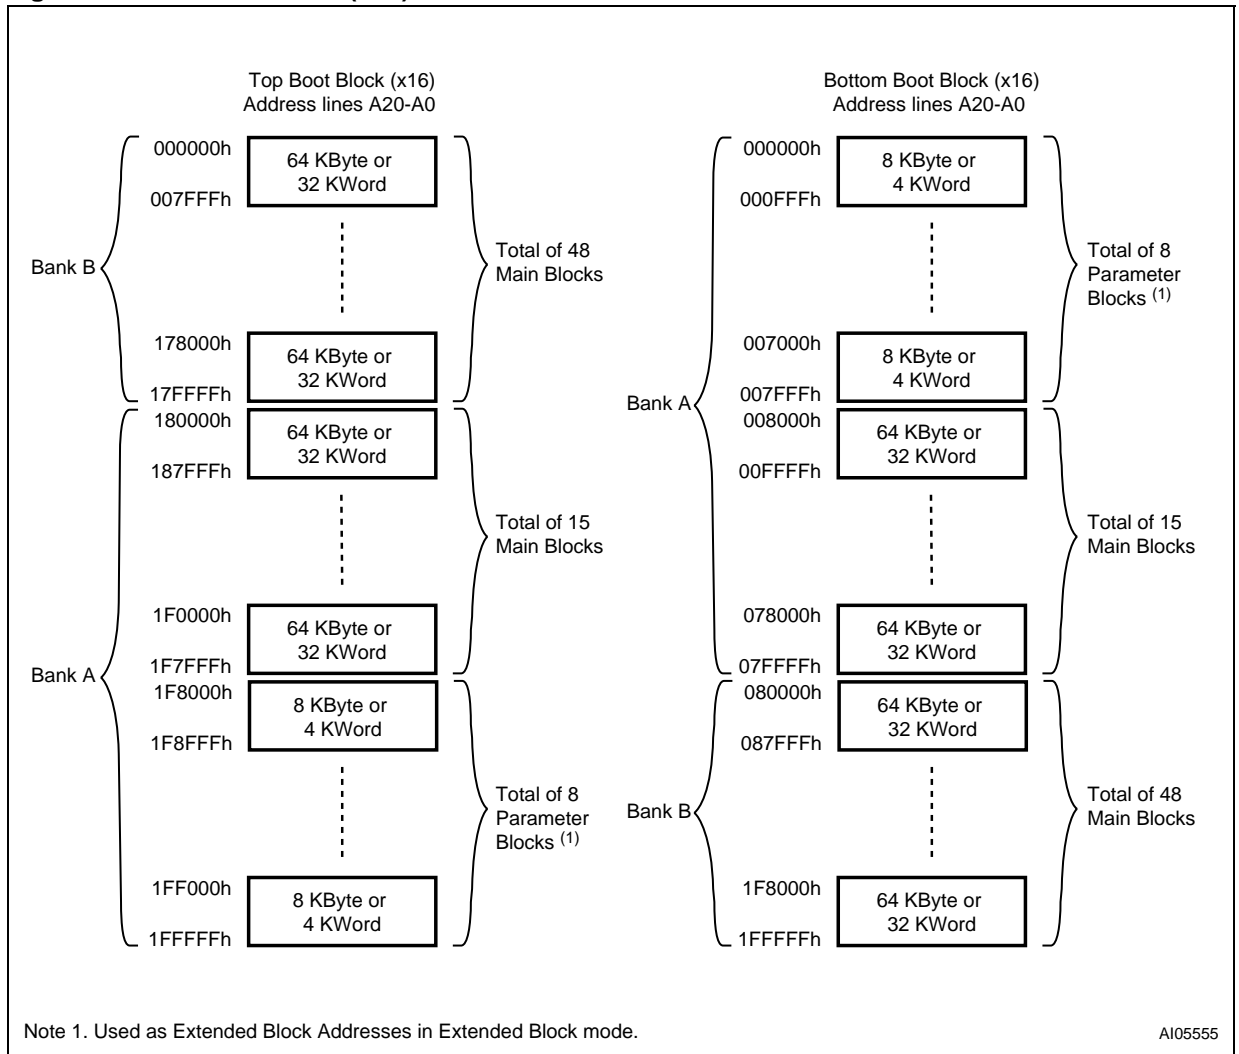 Top Boot Block (x16)
Address lines A20-A0
000000h
64 KByte or
32 KWord
007FFFh
Bank B
Total of 48
Main Blocks
178000h
64 KByte or
32 KWord
17FFFFh
180000h
64 KByte or
32 KWord
187FFFh
Total of 15
Main Blocks
1F0000h
64 KByte or
32 KWord
1F7FFFh
Bank A
1F8000h
8 KByte or
4 KWord
1F8FFFh
Total of 8
Parameter
Blocks (1)
1FF000h
8 KByte or
4 KWord
1FFFFFh
Bottom Boot Block (x16)
Address lines A20-A0
000000h
8 KByte or
4 KWord
000FFFh
Total of 8
Parameter
Blocks (1)
007000h
8 KByte or
4 KWord
007FFFh
Bank A
008000h
64 KByte or
32 KWord
00FFFFh
Total of 15
Main Blocks
078000h
64 KByte or
32 KWord
07FFFFh
080000h
64 KByte or
32 KWord
087FFFh
Bank B
Total of 48
Main Blocks
1F8000h
64 KByte or
32 KWord
1FFFFFh
Note 1. Used as Extended Block Addresses in Extended Block mode.
AI05555